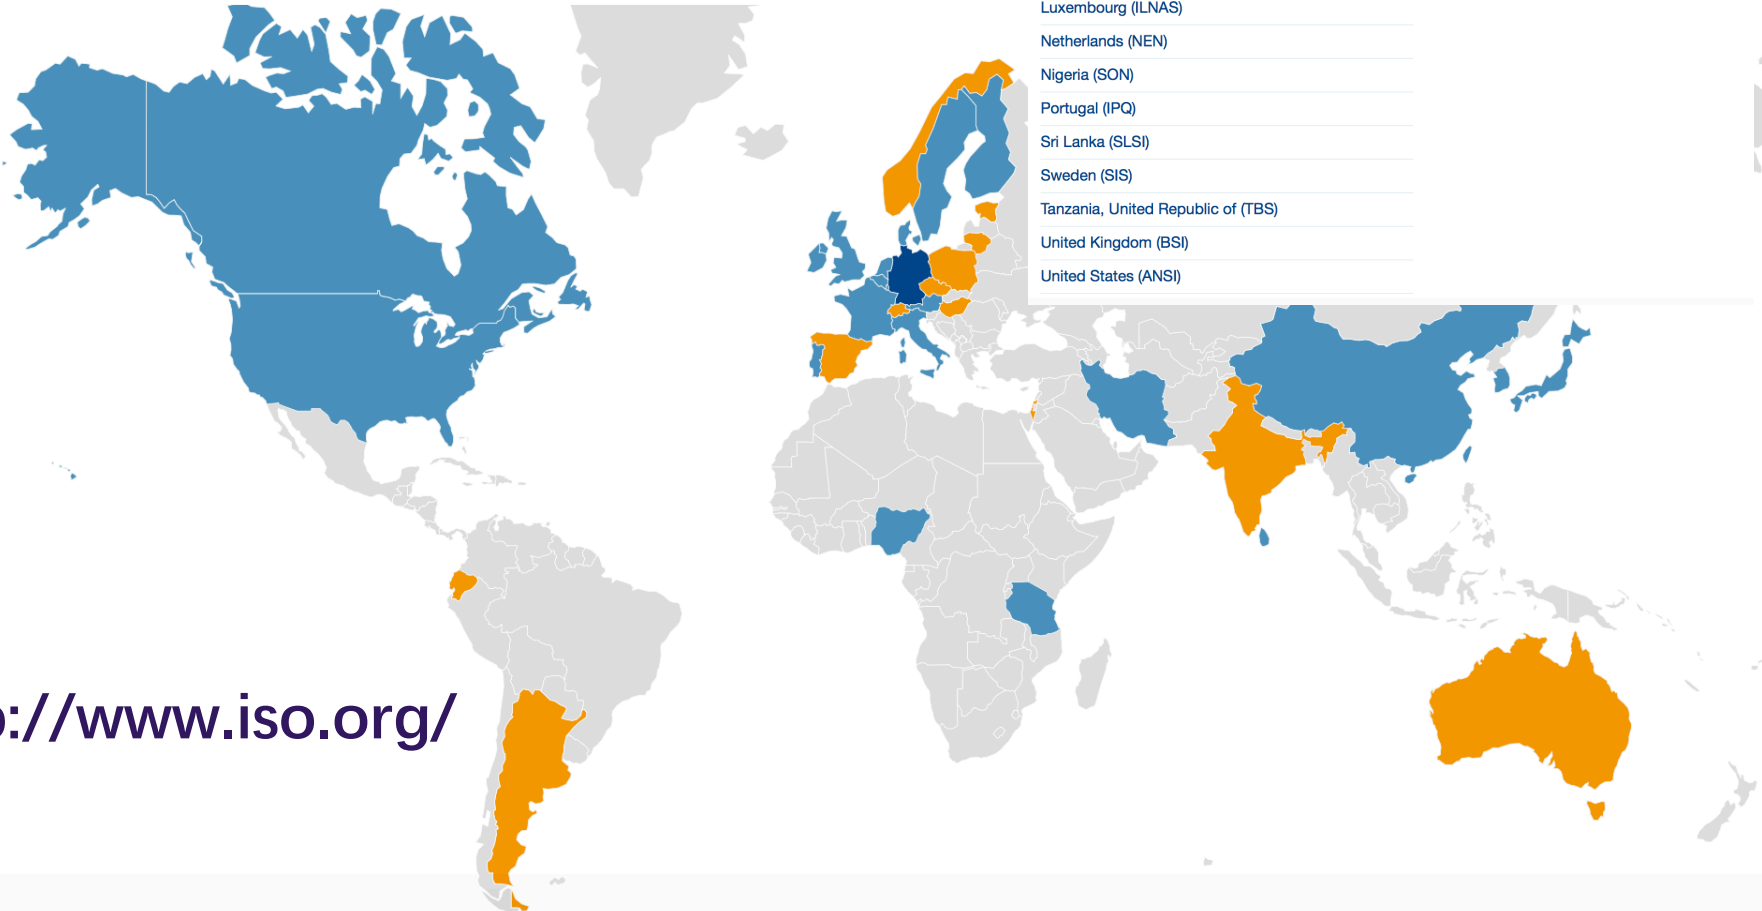 Luxembourg (ILNAS)
Netherlands (NEN)
Nigeria (SON)
Portugal (IPQ)
Sri Lanka (SLSI)
Sweden (SIS)
Tanzania, United Republic of (TBS)
United Kingdom (BSI)
United States (ANSI)
://www.iso.org/